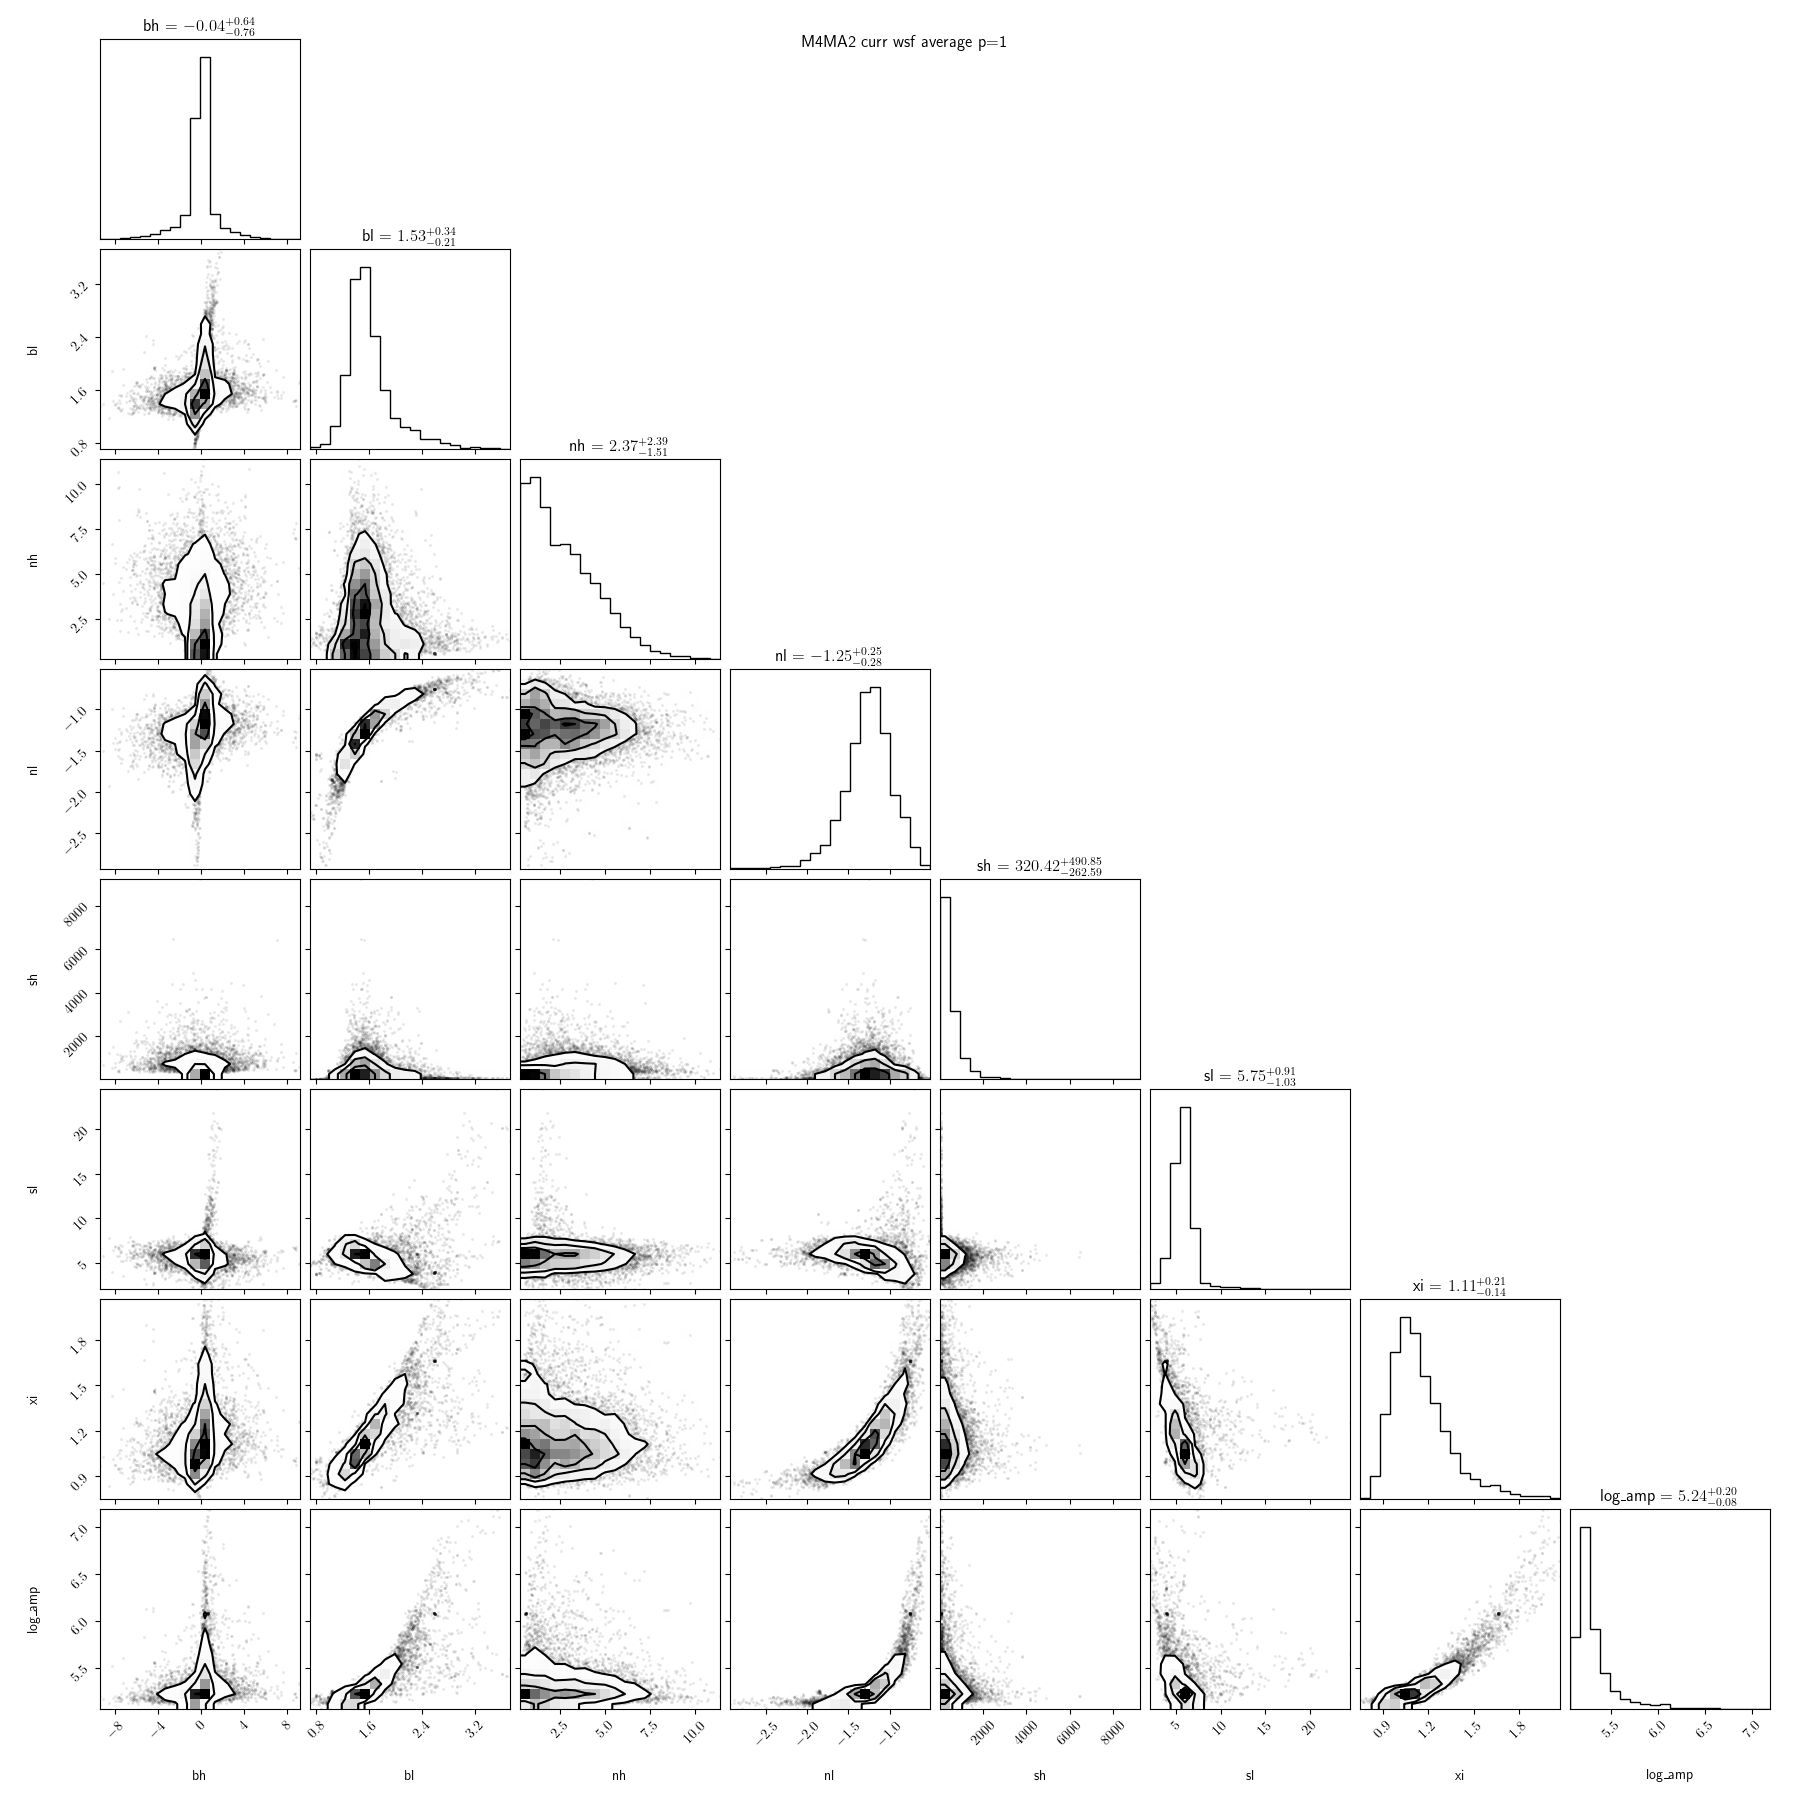 M4MA2 curr wsf average p=1
bh = −0.04 +0.64 −0.76
bl = 1.53 +0.34 −0.21
3.2
2.4
1.6
0.8
bl
nh = 2.37 +2.39 −1.51
10.0
7.5
5.0
2.5
nh
nl = −1.25 +0.25 −0.28
−1.0
−1.5
−2.0
−2.5
nl
sh = 320.42 +490.85 −262.59
8000
6000
4000
2000
sh
sl = 5.75 +0.91 −1.03
20
15
10
5
sl
xi = 1.11 +0.21 −0.14
1.8
1.5
1.2
0.9
xi
log_amp = 5.24 +0.20 −0.08
7.0
6.5
6.0
5.5
log_amp
−8 −4 0 4 8 0.8 1.6 2.4 3.2 2.5 5.0 7.5 10.0 −2.5 −2.0 −1.5 −1.0 2000 4000 6000 8000 5 10 15 20 0.9 1.2 1.5 1.8 5.5 6.0 6.5 7.0
bh bl nh nl sh sl xi log_amp